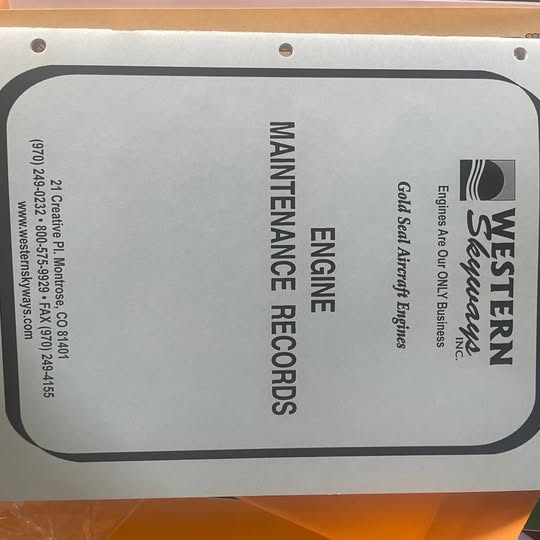 WESTERN
Skyways INC.
Engines Are Our ONLY Business
Gold Seal Aircraft Engines
ENGINE
MAINTENANCE RECORDS
21 Creative Pl. Montrose, CO 81401
(970) 249-0232 • 800-575-9929 • FAX (970) 249-4155
www.westernskyways.com